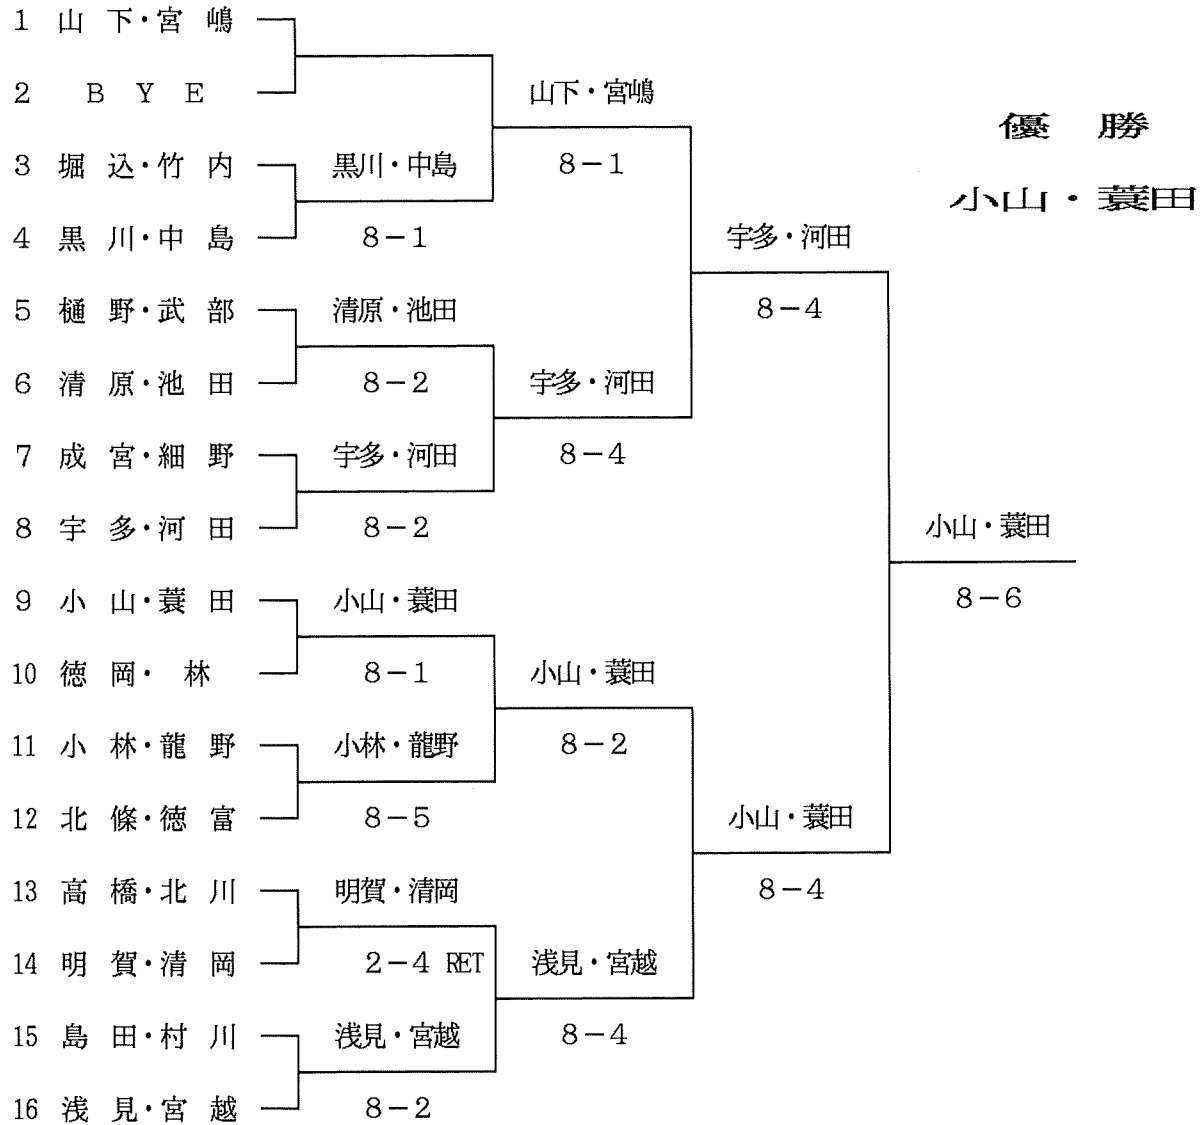 1 山下・宮嶋
2 BYE
山下・宮嶋
優勝
3 堀込・竹内
黒川・中島
8-1
小山・蓑田
4 黒川・中島
8-1
宇多・河田
5 樋野・武部
清原・池田
8-4
6 清原・池田
8-2
宇多・河田
7 成宮・細野
宇多・河田
8-4
8 宇多・河田
8-2
小山・蓑田
9 小山・蓑田
小山・蓑田
8-6
10 徳岡・林
8-1
小山・蓑田
11 小林・龍野
小林・龍野
8-2
12 北條・徳富
8-5
小山・蓑田
13 高橋・北川
明賀・清岡
8-4
14 明賀・清岡
2-4 RET
浅見・宮越
15 島田・村川
浅見・宮越
8-4
16 浅見・宮越
8-2